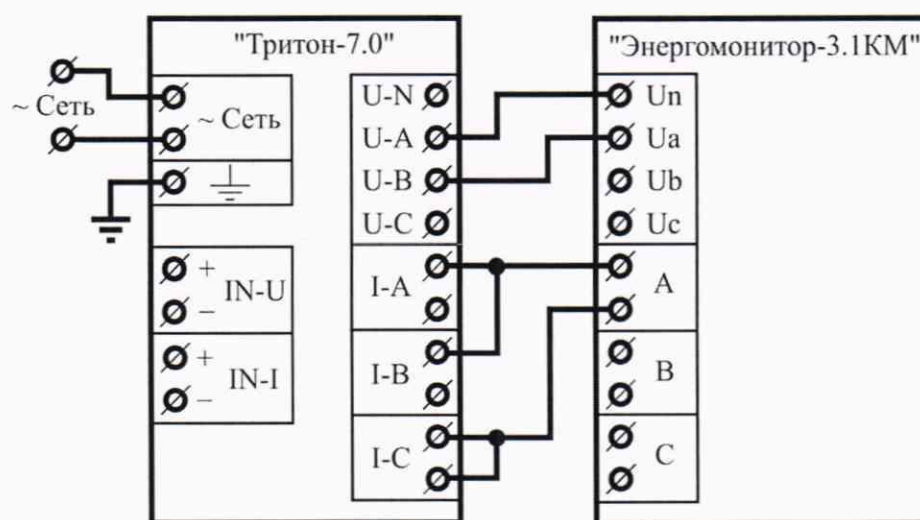 "Тритон-7.0"
"Энергомонитор-3.1КМ"
~ Сеть
~ Сеть
U-N
U-A
U-B
U-C
I-A
I-B
I-C
+
IN-U
–
+
IN-I
–
Un
Ua
Ub
Uc
A
B
C